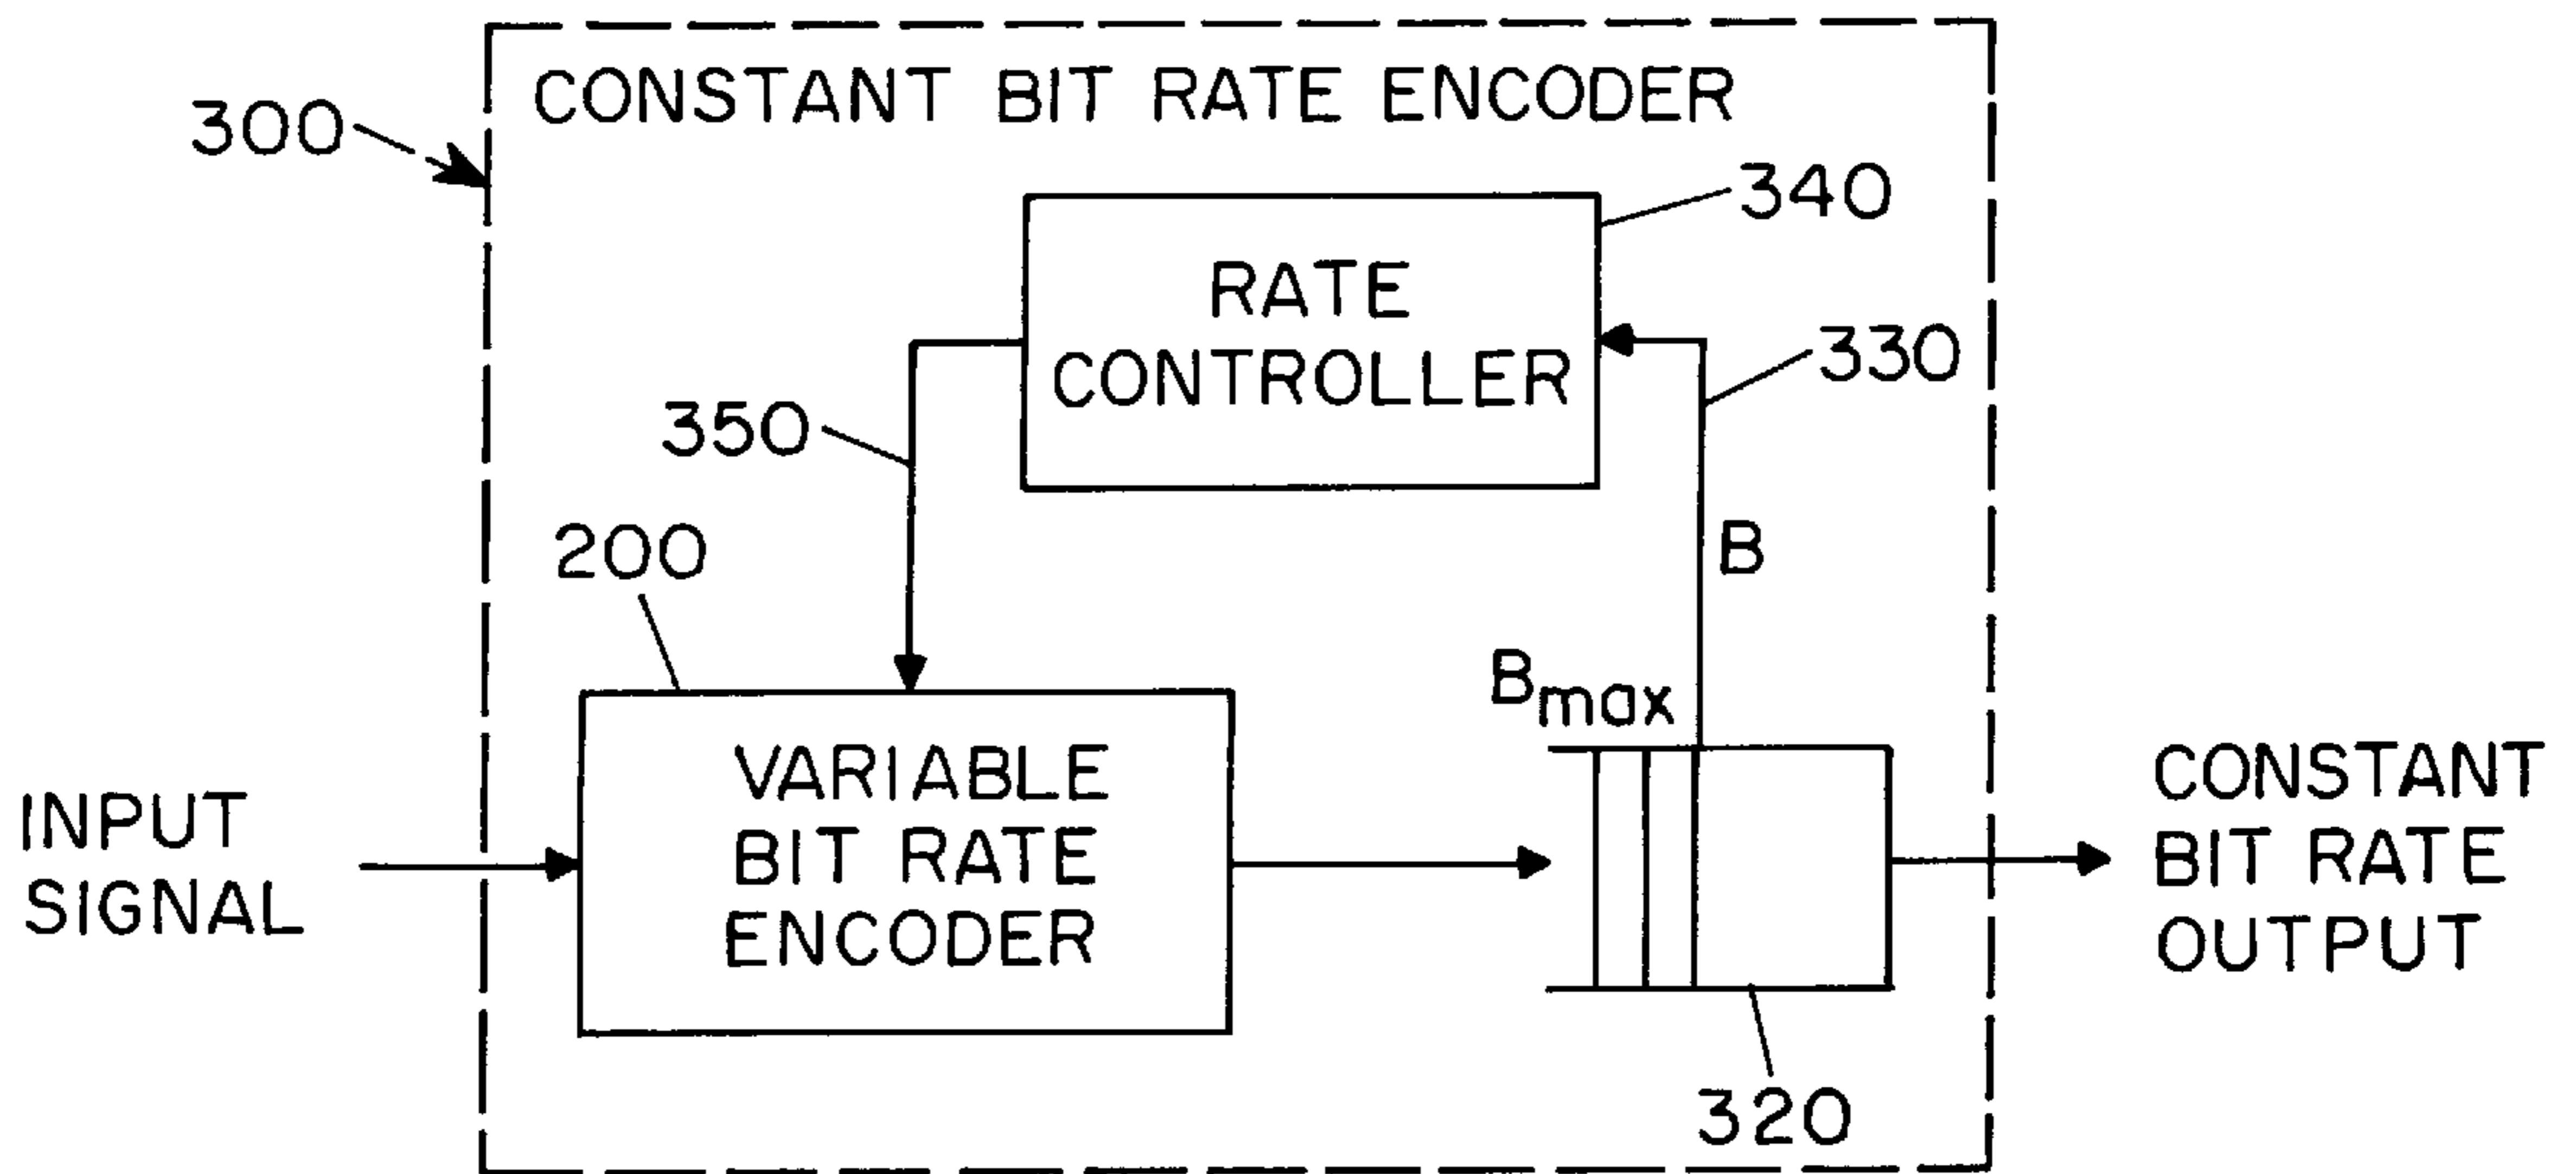 CONSTANT BIT RATE ENCODER
300
340
RATE
CONTROLLER
330
350
200
B
Bmax
VARIABLE
BIT RATE
ENCODER
INPUT
SIGNAL
CONSTANT
BIT RATE
OUTPUT
320